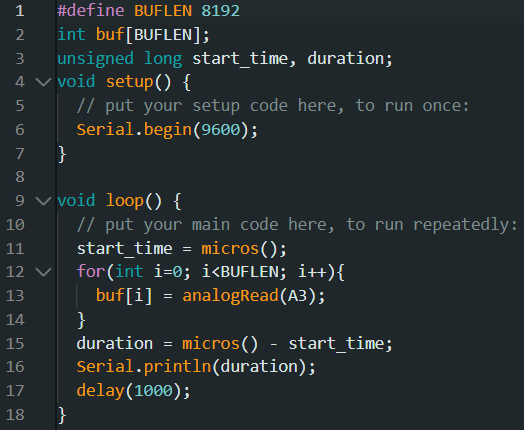 1 #define BUFLEN 8192
2 int buf[BUFLEN];
3 unsigned long start_time, duration;
4 void setup() {
5   // put your setup code here, to run once:
6   Serial.begin(9600);
7 }
8
9 void loop() {
10   // put your main code here, to run repeatedly:
11   start_time = micros();
12   for(int i=0; i<BUFLEN; i++){
13     buf[i] = analogRead(A3);
14   }
15   duration = micros() - start_time;
16   Serial.println(duration);
17   delay(1000);
18 }